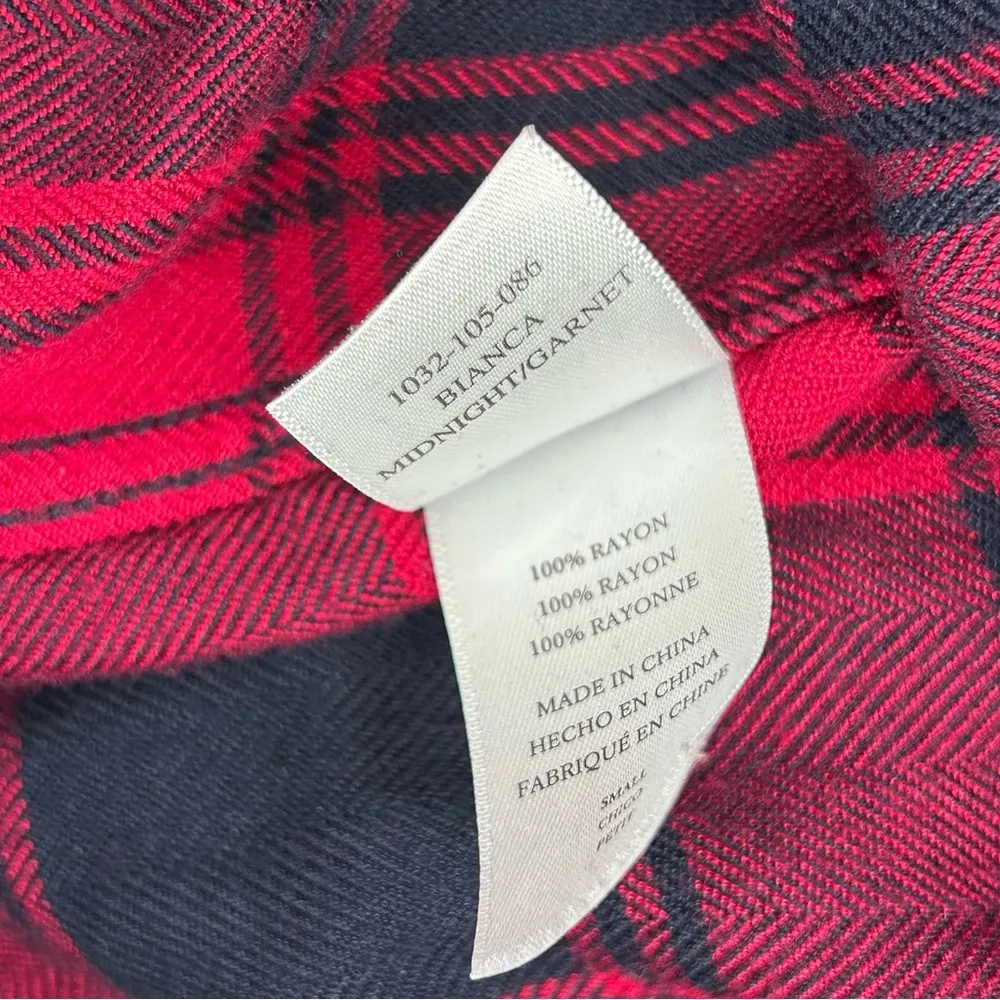 1032-105-086
BIANCA
MIDNIGHT/GARNET
100% RAYON
100% RAYON
100% RAYONNE
MADE IN CHINA
HECHO EN CHINA
FABRIQUÉ EN CHINE
SMALL
CHICO
PETIT